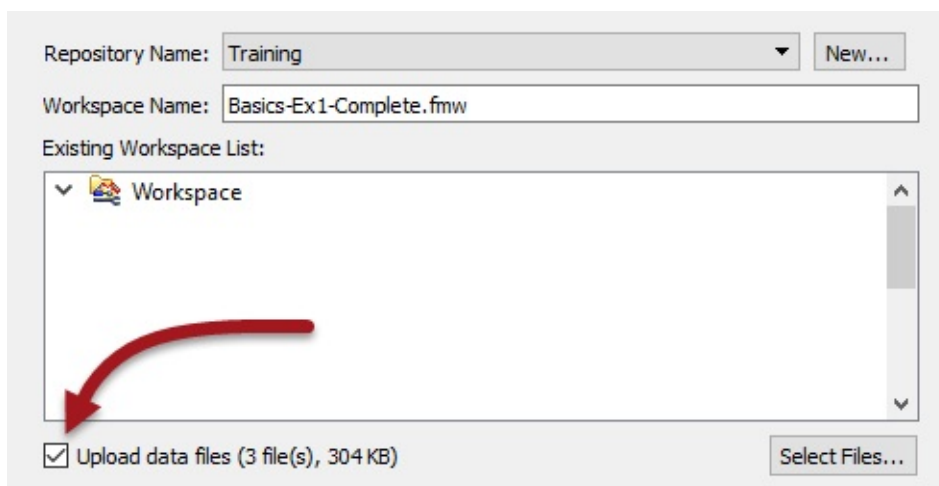 Repository Name: Training New...
Workspace Name: Basics-Ex1-Complete.fmw
Existing Workspace List:
Workspace
Upload data files (3 file(s), 304 KB) Select Files...